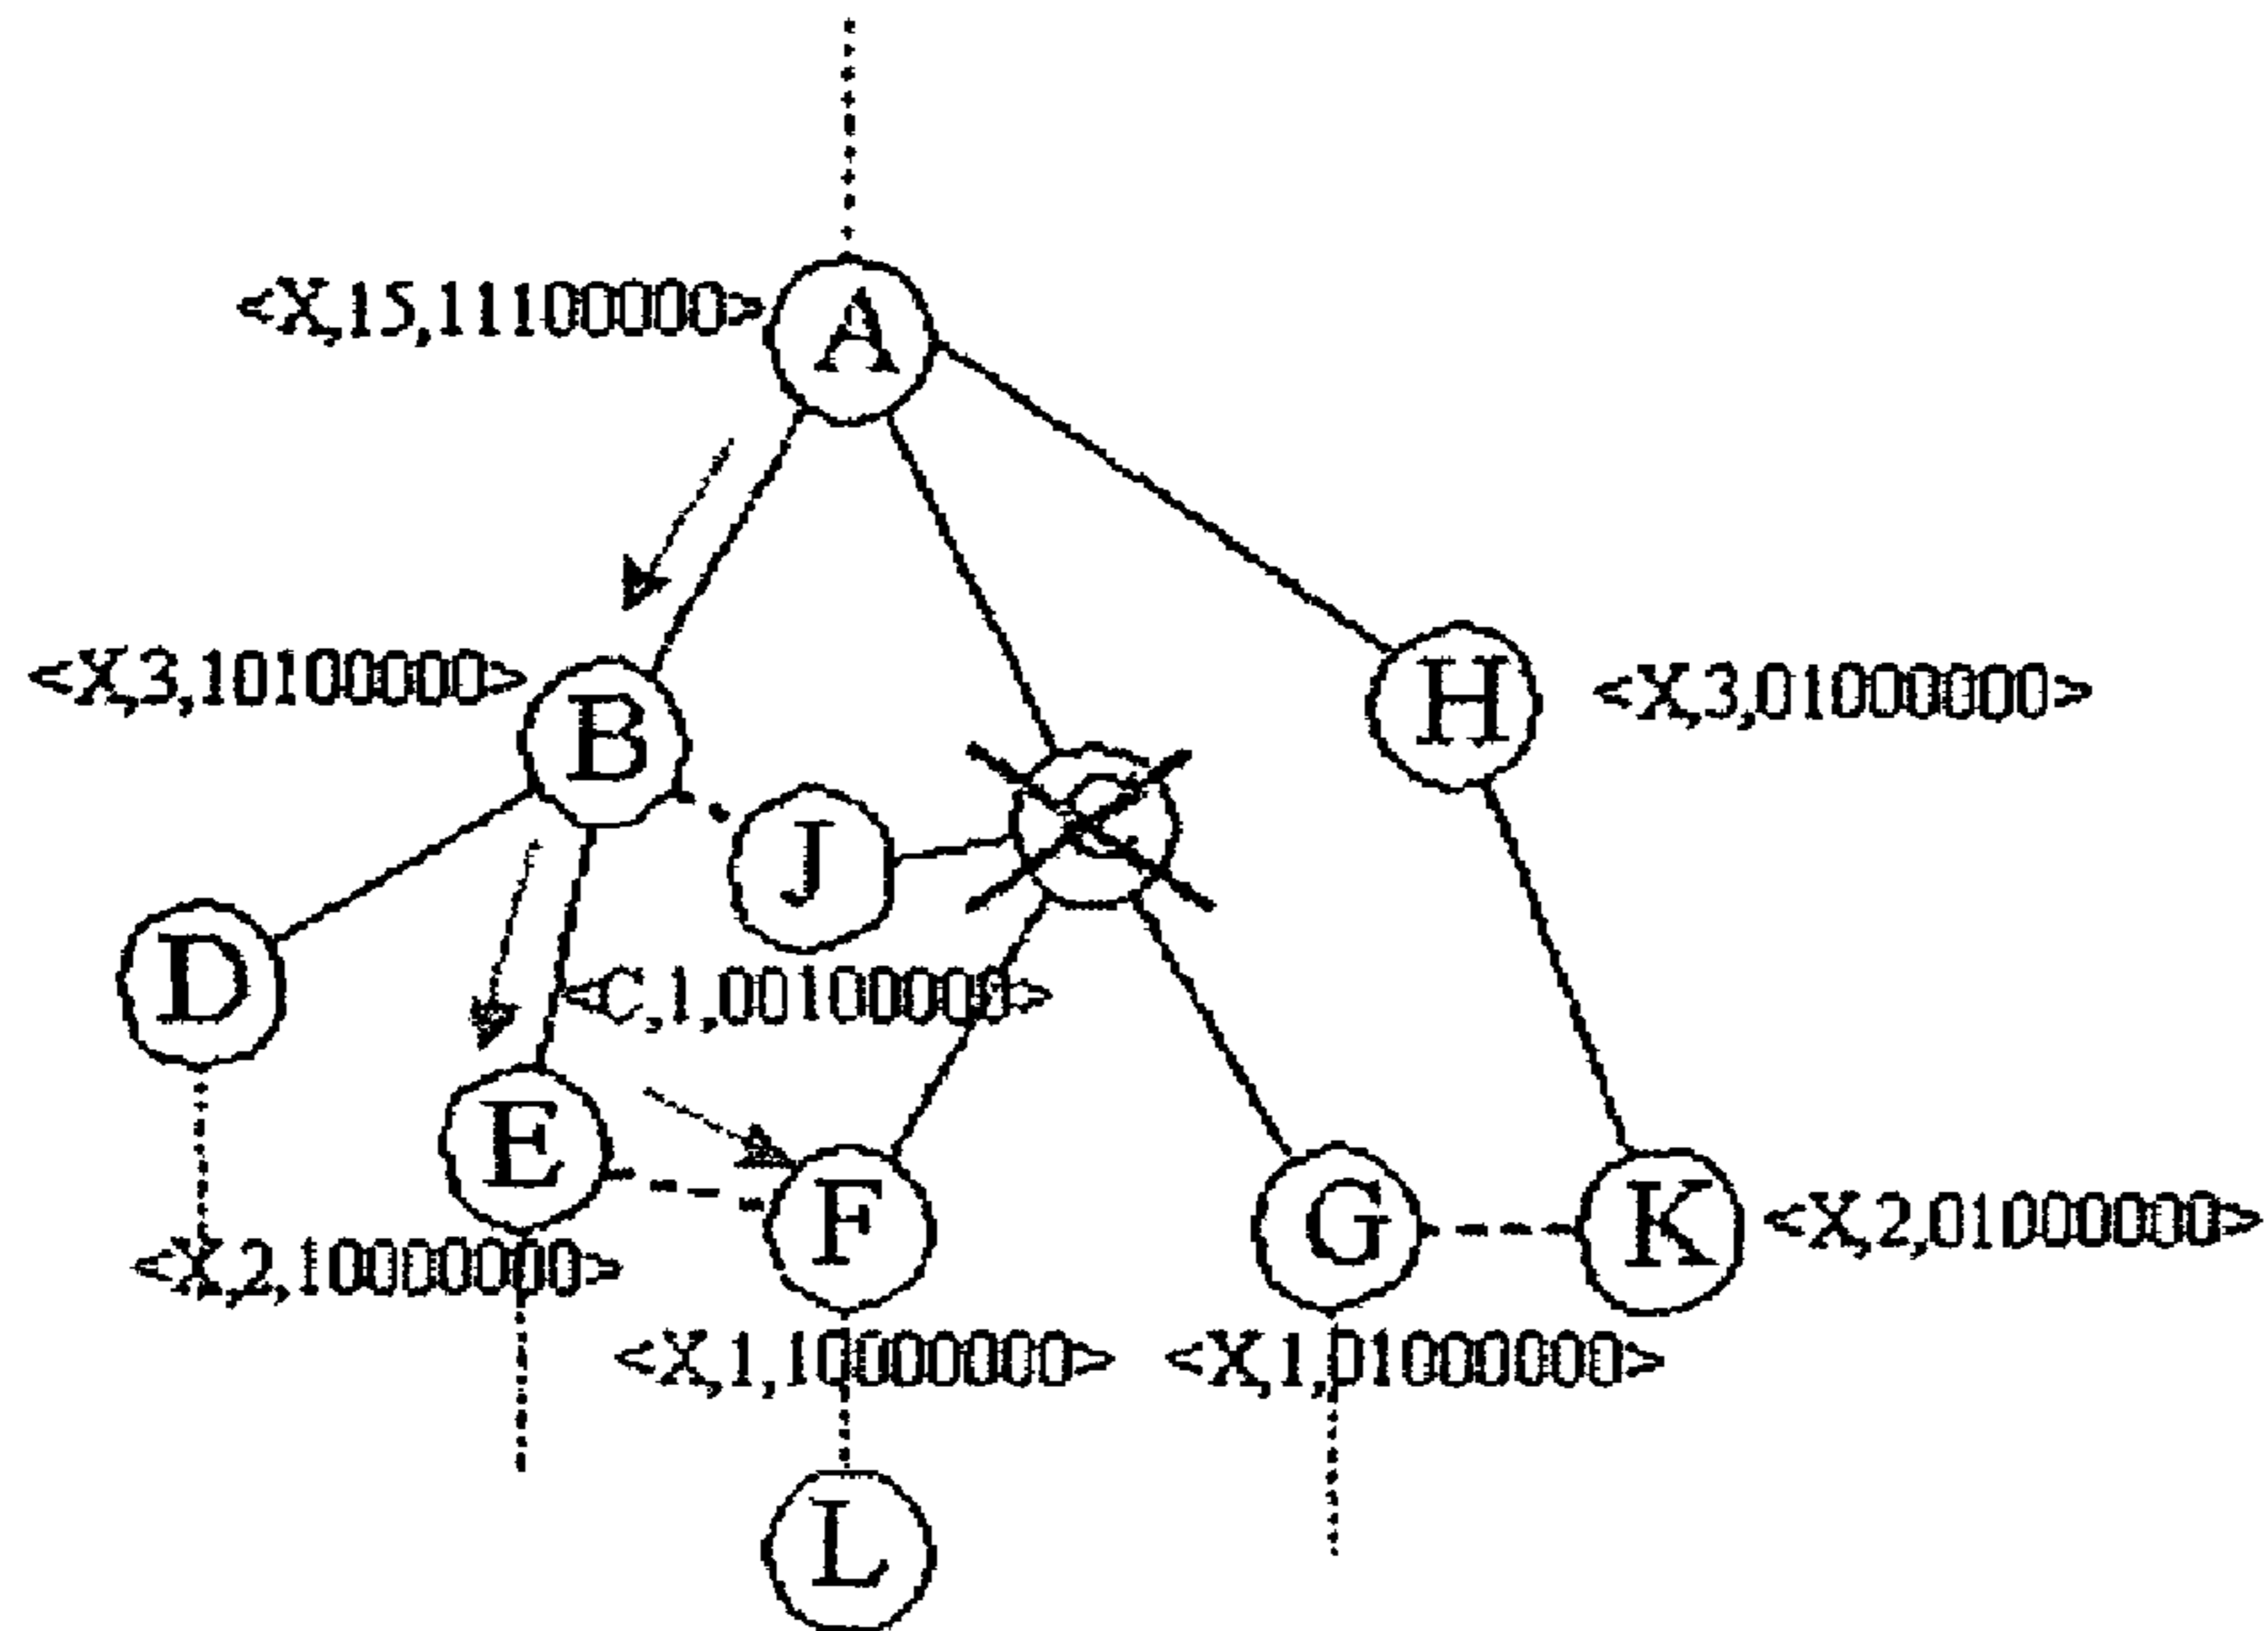 <X,15,11100000>
A
<X,3,10100000>
B
H
<X,3,01000000>
J
C
D
<C,1,00100000>
E
F
G
K
<X,2,01000000>
<X,2,10000000>
<X,1,10000000>
<X,1,01000000>
L